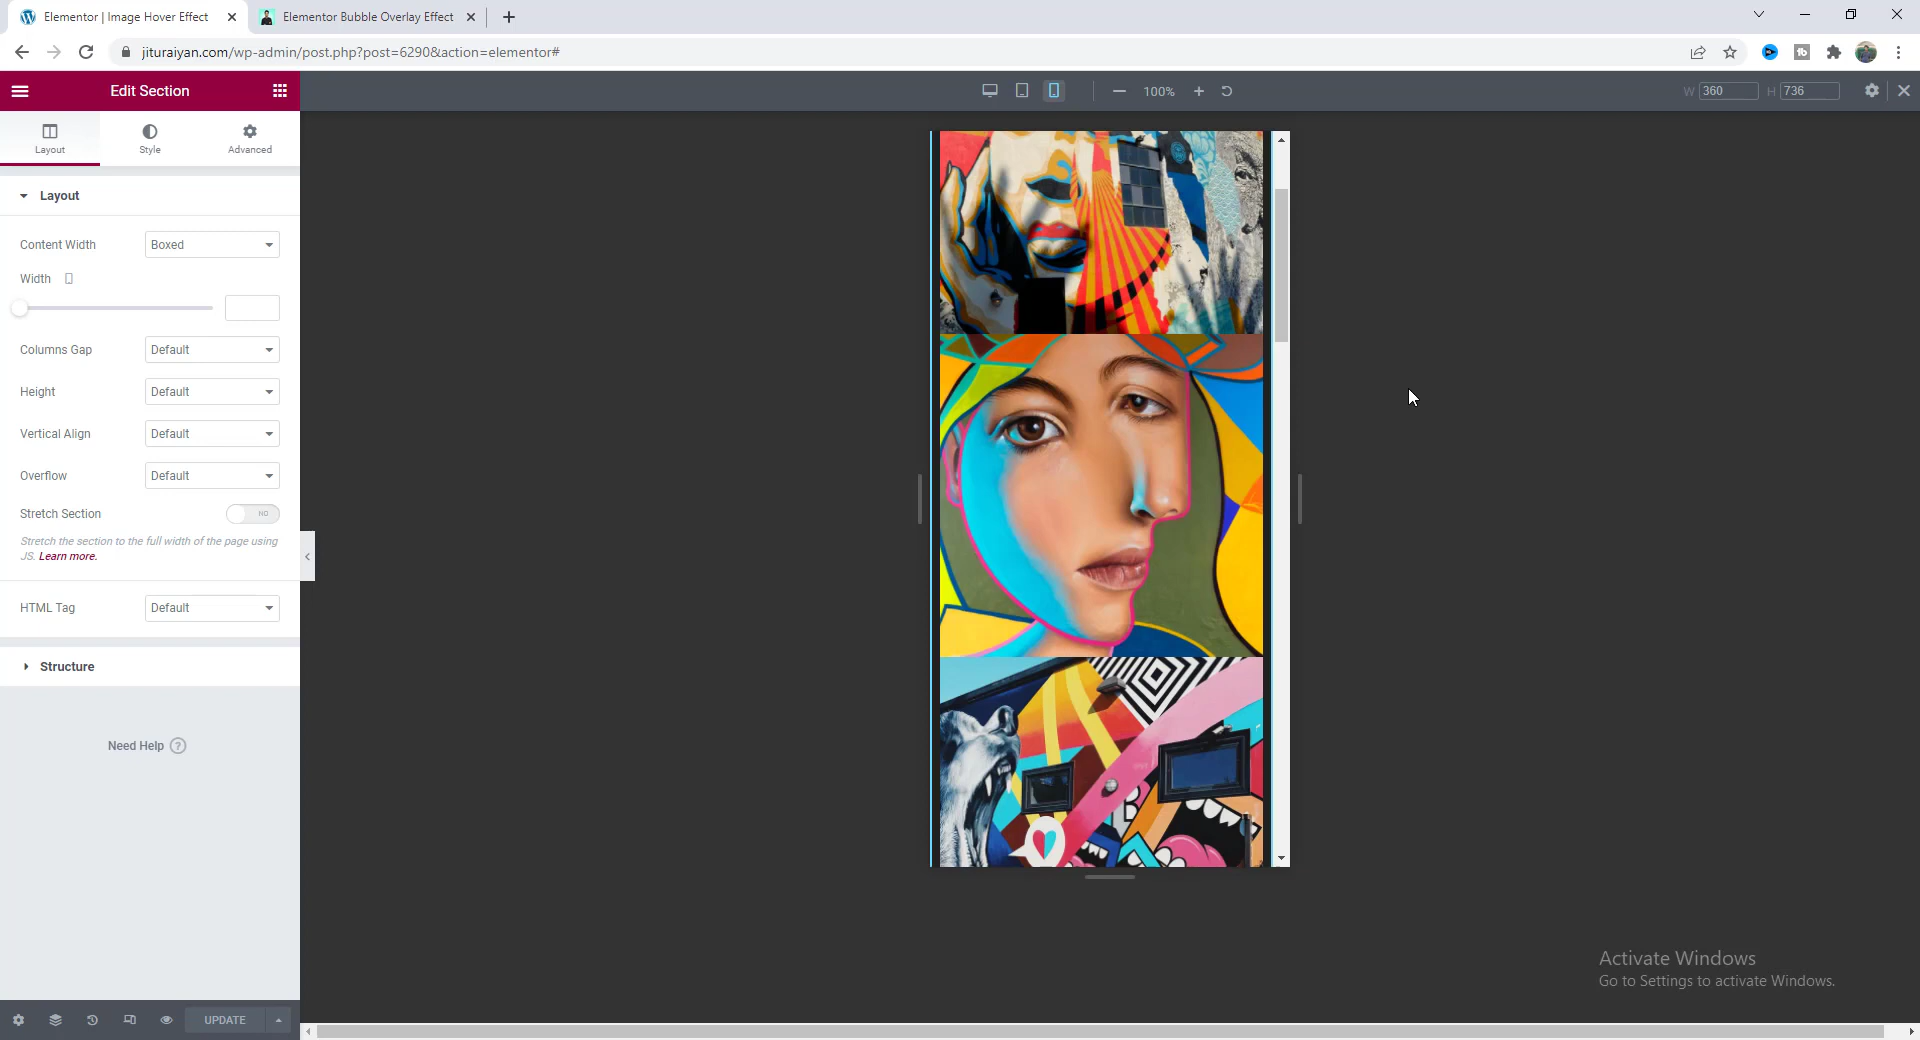 Elementor | Image Hover Effect
Elementor Bubble Overlay Effect
jituraiyan.com/wp-admin/post.php?post=6290&action=elementor#
Edit Section
100%
W 360
H 736
Layout
Style
Advanced
Layout
Content Width
Boxed
Width
Columns Gap
Default
Height
Default
Vertical Align
Default
Overflow
Default
Stretch Section
NO
Stretch the section to the full width of the page using
JS. Learn more.
HTML Tag
Default
Structure
Need Help ?
Activate Windows
Go to Settings to activate Windows.
UPDATE